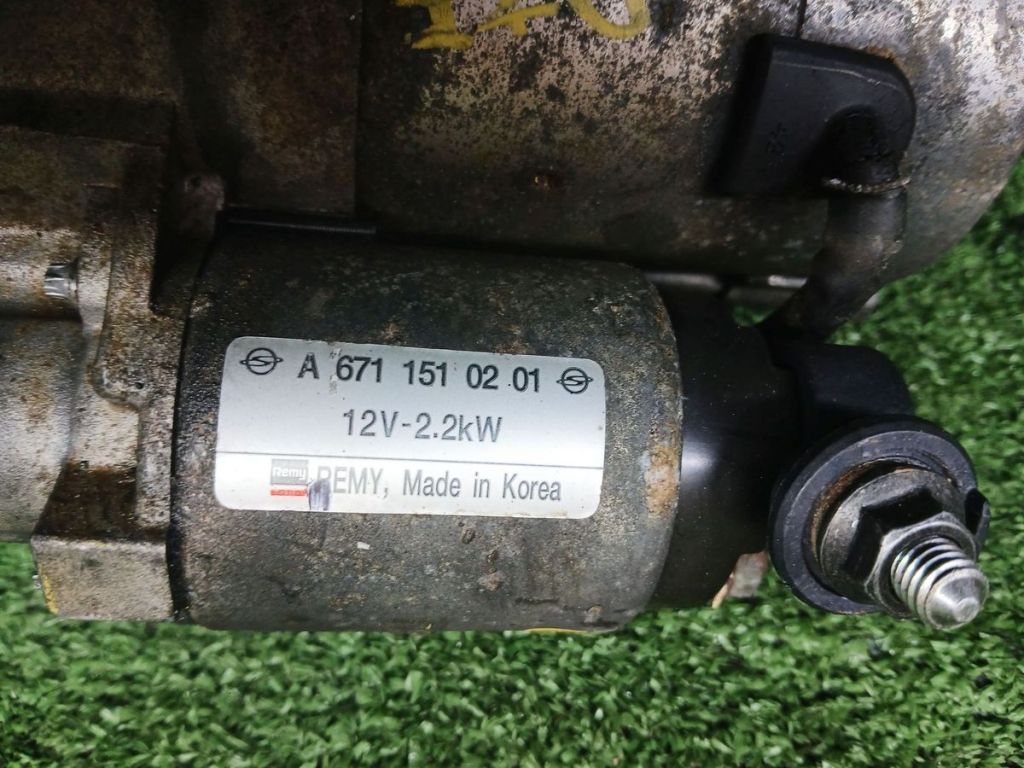 A 671 151 02 01
12V-2.2kW
Remy REMY, Made in Korea